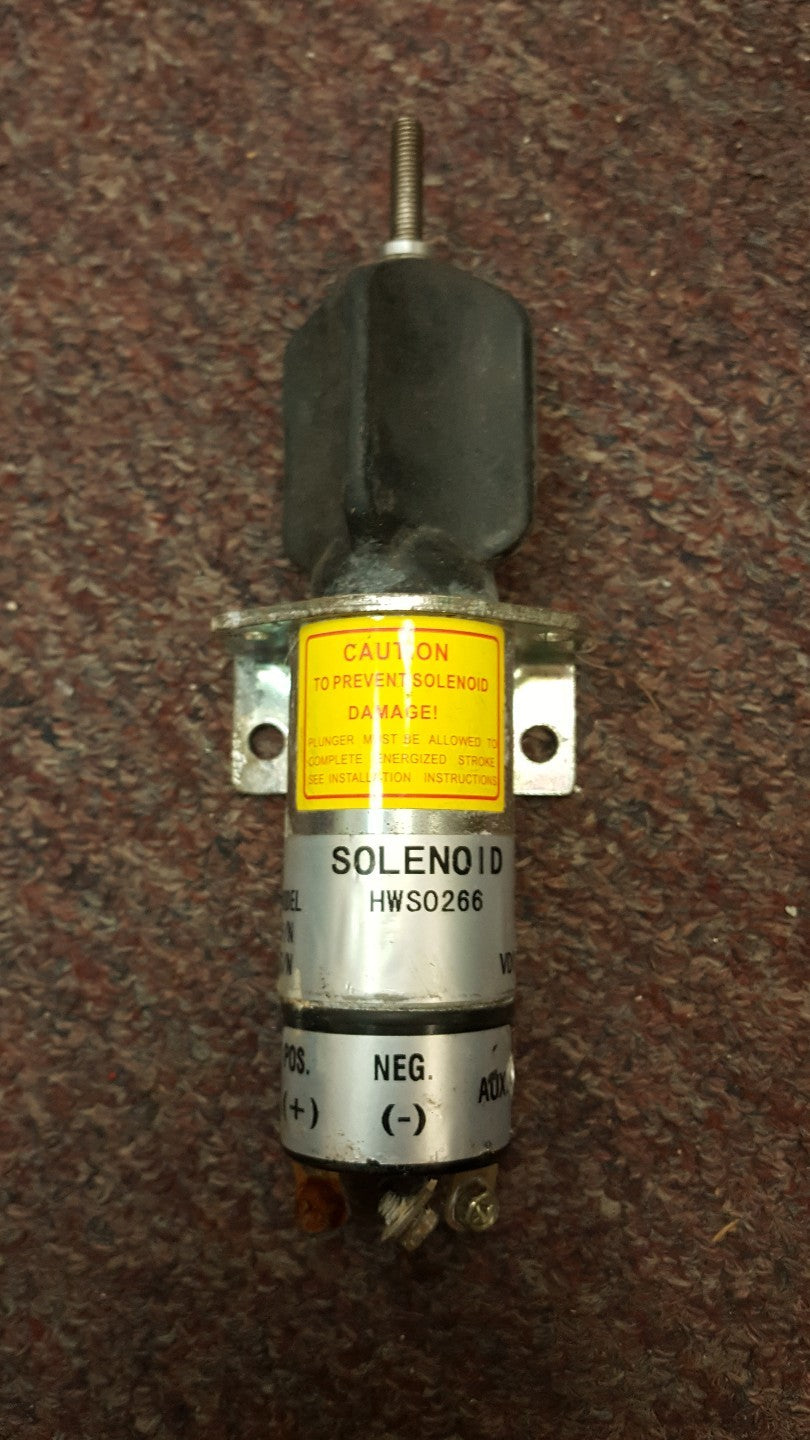 CAUTION
TO PREVENT SOLENOID
DAMAGE!
PLUNGER MUST BE ALLOWED TO
COMPLETE ENERGIZED STROKE
SEE INSTALLATION INSTRUCTIONS
SOLENOID
HWS0266
POS.
NEG.
AUX.
(+)
(-)